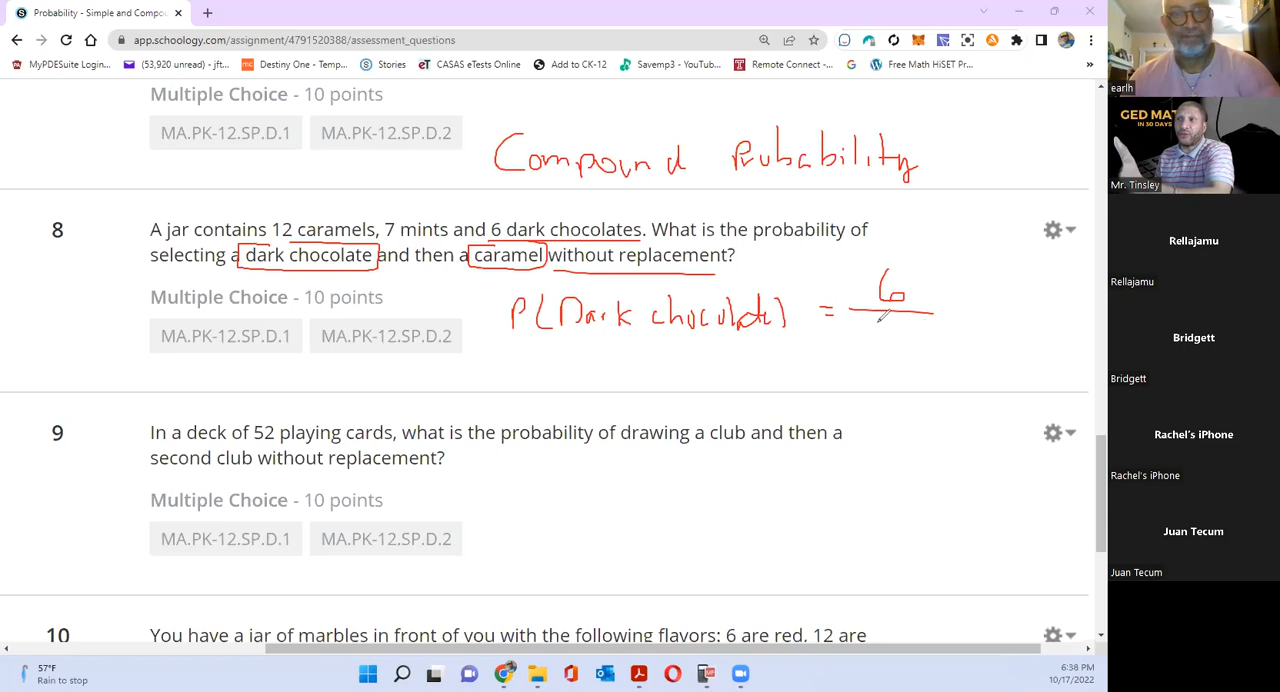 Probability - Simple and Compou
app.schoology.com/assignment/4791520388/assessment_questions
MyPDESuite Login...
(53,920 unread) - jft...
Destiny One - Temp...
Stories
CASAS eTests Online
Add to CK-12
Savemp3 - YouTub...
Remote Connect -...
Free Math HiSET Pr...
Multiple Choice - 10 points
MA.PK-12.SP.D.1 MA.PK-12.SP.D.2
Compound Probability
8
A jar contains 12 caramels, 7 mints and 6 dark chocolates. What is the probability of
selecting a dark chocolate and then a caramel without replacement?
Multiple Choice - 10 points
MA.PK-12.SP.D.1 MA.PK-12.SP.D.2
P(Dark chocolate) = 6
9
In a deck of 52 playing cards, what is the probability of drawing a club and then a
second club without replacement?
Multiple Choice - 10 points
MA.PK-12.SP.D.1 MA.PK-12.SP.D.2
10
You have a jar of marbles in front of you with the following flavors: 6 are red, 12 are
57°F
Rain to stop
6:38 PM
10/17/2022
earlh
GED MAT
IN 30 DAYS
Mr. Tinsley
Rellajamu
Rellajamu
Bridgett
Bridgett
Rachel's iPhone
Rachel's iPhone
Juan Tecum
Juan Tecum